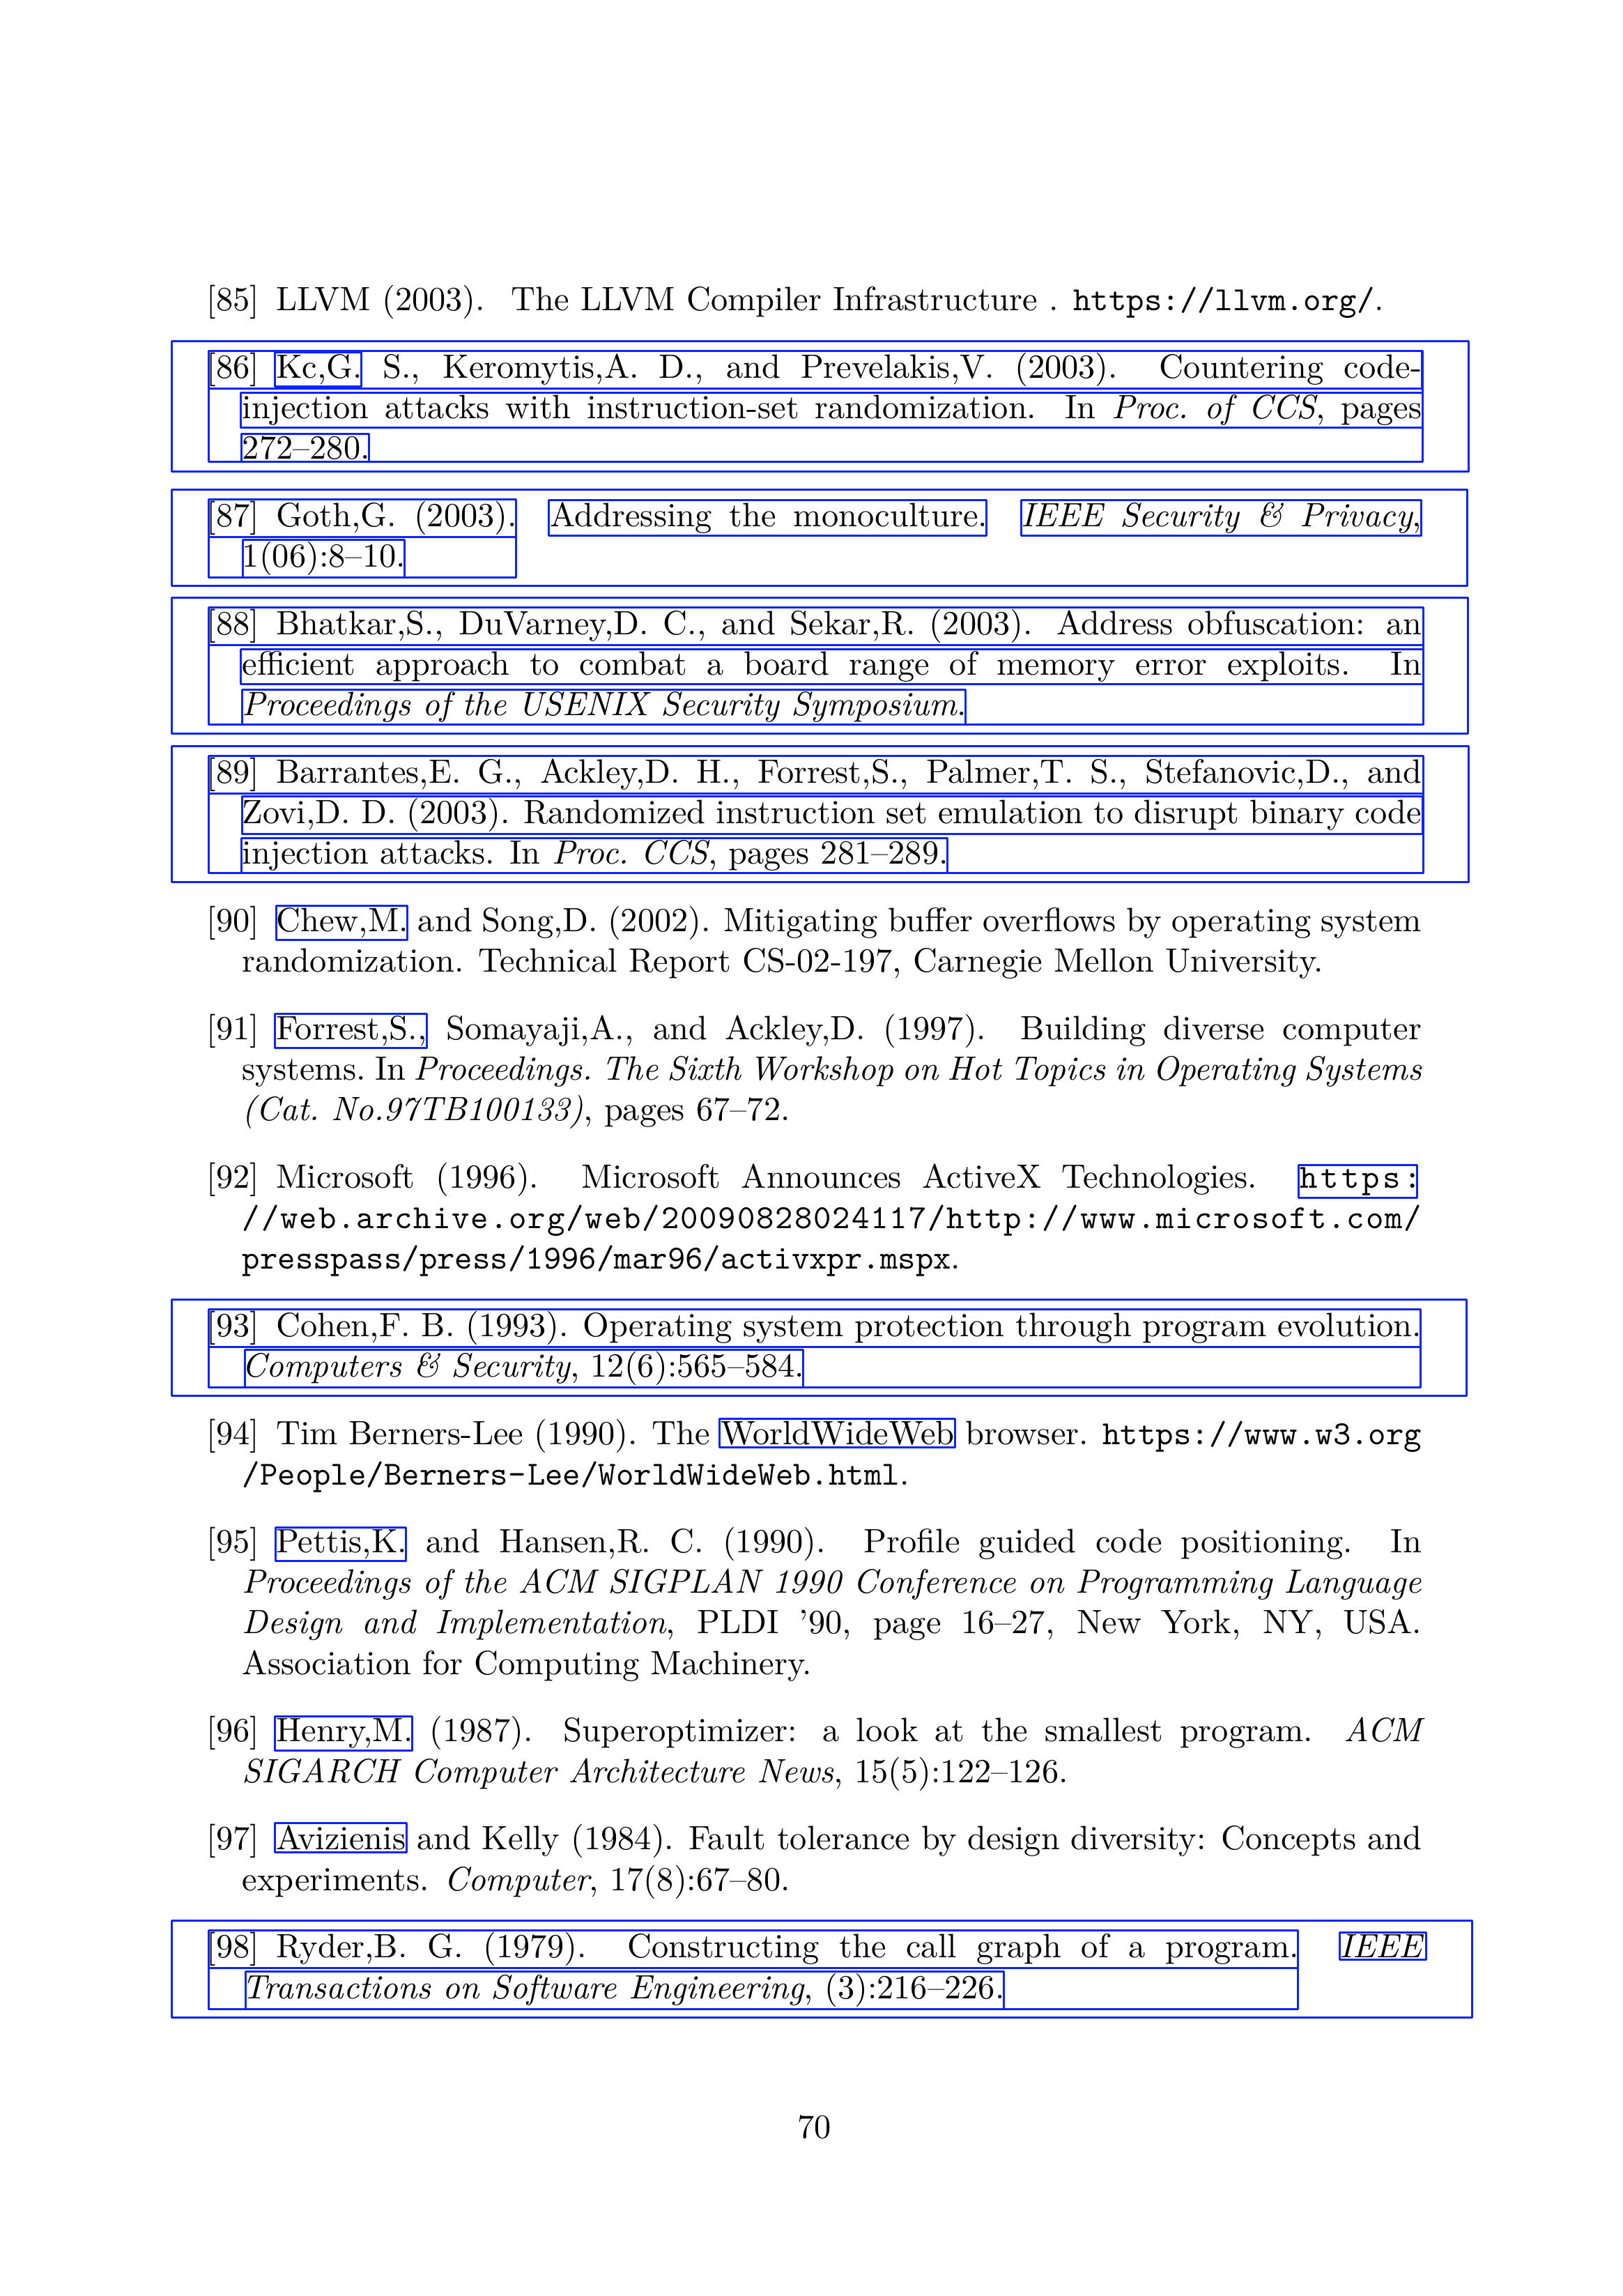 [85] LLVM (2003). The LLVM Compiler Infrastructure . https://llvm.org/.
[86] Kc,G. S., Keromytis,A. D., and Prevelakis,V. (2003). Countering code-
injection attacks with instruction-set randomization. In Proc. of CCS, pages
272–280.
[87] Goth,G. (2003). Addressing the monoculture. IEEE Security & Privacy,
1(06):8–10.
[88] Bhatkar,S., DuVarney,D. C., and Sekar,R. (2003). Address obfuscation: an
efficient approach to combat a board range of memory error exploits. In
Proceedings of the USENIX Security Symposium.
[89] Barrantes,E. G., Ackley,D. H., Forrest,S., Palmer,T. S., Stefanovic,D., and
Zovi,D. D. (2003). Randomized instruction set emulation to disrupt binary code
injection attacks. In Proc. CCS, pages 281–289.
[90] Chew,M. and Song,D. (2002). Mitigating buffer overflows by operating system
randomization. Technical Report CS-02-197, Carnegie Mellon University.
[91] Forrest,S., Somayaji,A., and Ackley,D. (1997). Building diverse computer
systems. In Proceedings. The Sixth Workshop on Hot Topics in Operating Systems
(Cat. No.97TB100133), pages 67–72.
[92] Microsoft (1996). Microsoft Announces ActiveX Technologies. https:
//web.archive.org/web/20090828024117/http://www.microsoft.com/
presspass/press/1996/mar96/activxpr.mspx.
[93] Cohen,F. B. (1993). Operating system protection through program evolution.
Computers & Security, 12(6):565–584.
[94] Tim Berners-Lee (1990). The WorldWideWeb browser. https://www.w3.org
/People/Berners-Lee/WorldWideWeb.html.
[95] Pettis,K. and Hansen,R. C. (1990). Profile guided code positioning. In
Proceedings of the ACM SIGPLAN 1990 Conference on Programming Language
Design and Implementation, PLDI ’90, page 16–27, New York, NY, USA.
Association for Computing Machinery.
[96] Henry,M. (1987). Superoptimizer: a look at the smallest program. ACM
SIGARCH Computer Architecture News, 15(5):122–126.
[97] Avizienis and Kelly (1984). Fault tolerance by design diversity: Concepts and
experiments. Computer, 17(8):67–80.
[98] Ryder,B. G. (1979). Constructing the call graph of a program. IEEE
Transactions on Software Engineering, (3):216–226.
70